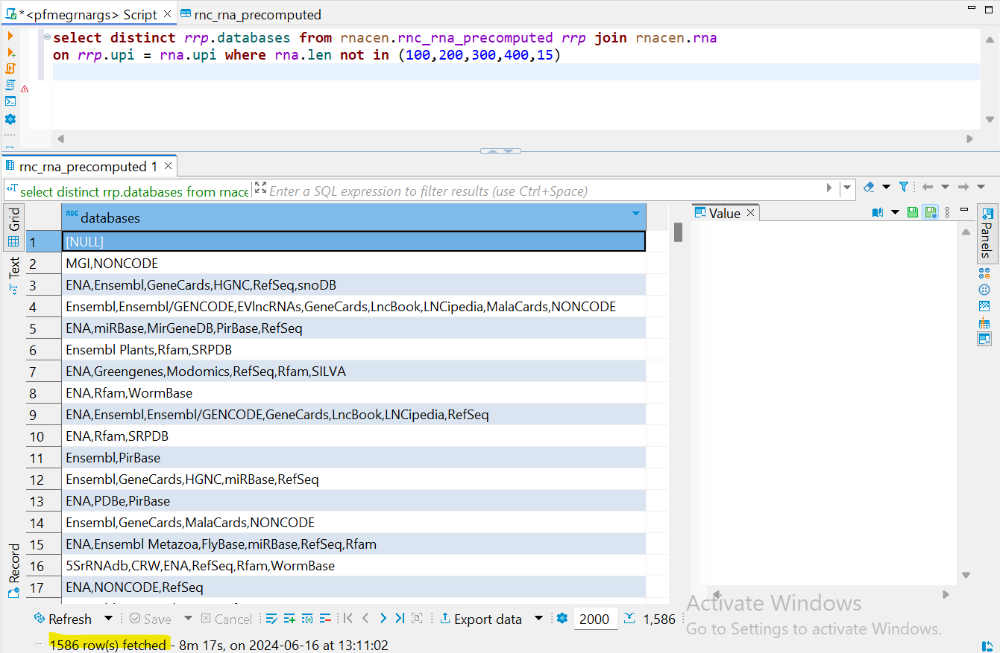 *<pfmegrnargs> Script
rnc_rna_precomputed
select distinct rrp.databases from rnacen.rnc_rna_precomputed rrp join rnacen.rna
on rrp.upi = rna.upi where rna.len not in (100,200,300,400,15)
rnc_rna_precomputed 1
select distinct rrp.databases from rnace
Enter a SQL expression to filter results (use Ctrl+Space)
Grid
Text
Record
ABC databases
1 [NULL]
2 MGI,NONCODE
3 ENA,Ensembl,GeneCards,HGNC,RefSeq,snoDB
4 Ensembl,Ensembl/GENCODE,EVlncRNAs,GeneCards,LncBook,LNCipedia,MalaCards,NONCODE
5 ENA,miRBase,MirGeneDB,PirBase,RefSeq
6 Ensembl Plants,Rfam,SRPDB
7 ENA,Greengenes,Modomics,RefSeq,Rfam,SILVA
8 ENA,Rfam,WormBase
9 ENA,Ensembl,Ensembl/GENCODE,GeneCards,LncBook,LNCipedia,RefSeq
10 ENA,Rfam,SRPDB
11 Ensembl,PirBase
12 Ensembl,GeneCards,HGNC,miRBase,RefSeq
13 ENA,PDBe,PirBase
14 Ensembl,GeneCards,MalaCards,NONCODE
15 ENA,Ensembl Metazoa,FlyBase,miRBase,RefSeq,Rfam
16 5SrRNAdb,CRW,ENA,RefSeq,Rfam,WormBase
17 ENA,NONCODE,RefSeq
Value
Panels
Refresh Save Cancel Export data 2000 1,586
1586 row(s) fetched - 8m 17s, on 2024-06-16 at 13:11:02
Activate Windows
Go to Settings to activate Windows.